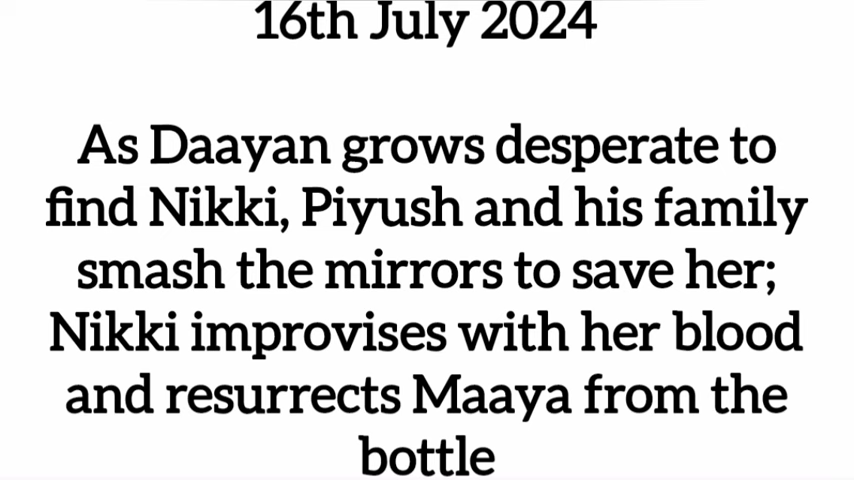 16th July 2024
As Daayan grows desperate to
find Nikki, Piyush and his family
smash the mirrors to save her;
Nikki improvises with her blood
and resurrects Maaya from the
bottle